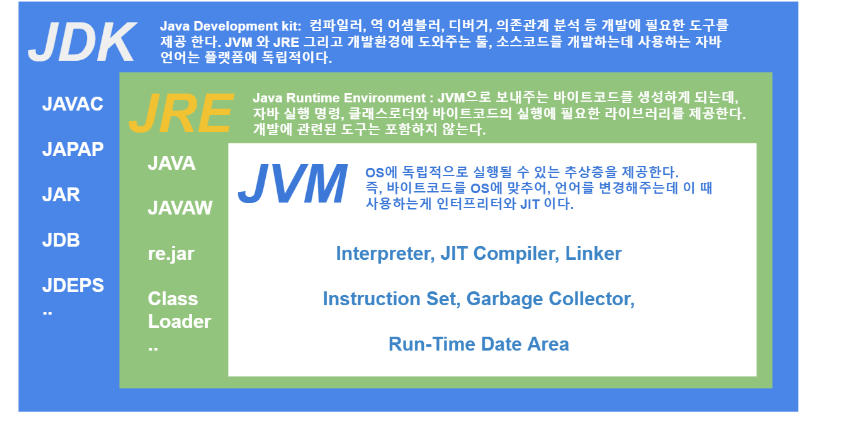 JDK
Java Development kit:  컴파일러, 역 어셈블러, 디버거, 의존관계 분석 등 개발에 필요한 도구를
제공 한다. JVM 와 JRE 그리고 개발환경에 도와주는 툴, 소스코드를 개발하는데 사용하는 자바
언어는 플랫폼에 독립적이다.
JAVAC
JAPAP
JAR
JDB
JDEPS
..
JRE
Java Runtime Environment : JVM으로 보내주는 바이트코드를 생성하게 되는데,
자바 실행 명령, 클래스로더와 바이트코드의 실행에 필요한 라이브러리를 제공한다.
개발에 관련된 도구는 포함하지 않는다.
JAVA
JAVAW
re.jar
Class
Loader
..
JVM
OS에 독립적으로 실행될 수 있는 추상층을 제공한다.
즉, 바이트코드를 OS에 맞추어, 언어를 변경해주는데 이 때
사용하는게 인터프리터와 JIT 이다.
Interpreter, JIT Compiler, Linker
Instruction Set, Garbage Collector,
Run-Time Date Area